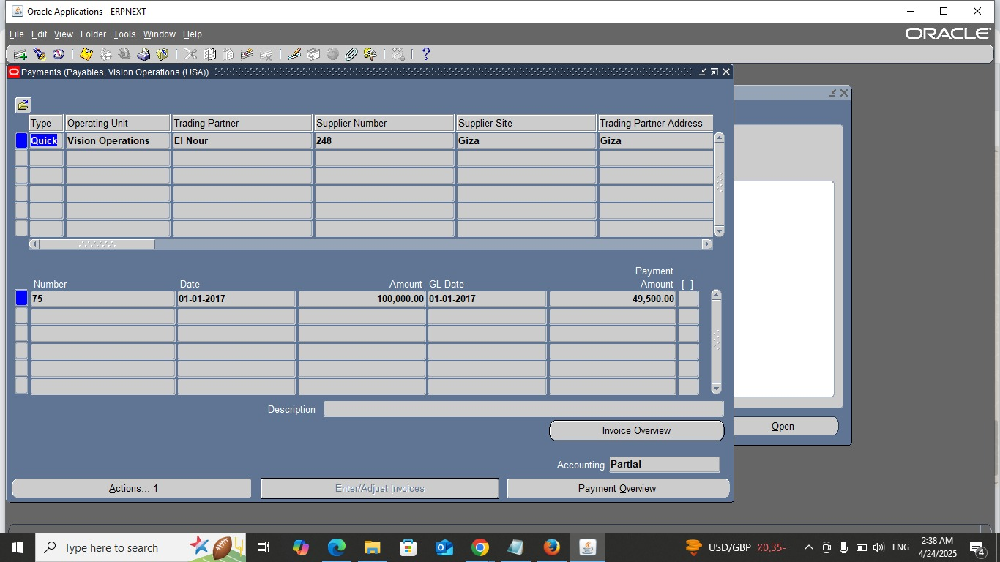 Oracle Applications - ERPNEXT
File Edit View Folder Tools Window Help
ORACLE
Payments (Payables, Vision Operations (USA))
Type Operating Unit Trading Partner Supplier Number Supplier Site Trading Partner Address
Quick Vision Operations El Nour 248 Giza Giza
Payment
Number Date Amount GL Date Amount [ ]
75 01-01-2017 100,000.00 01-01-2017 49,500.00
Description
Invoice Overview
Open
Accounting Partial
Actions... 1 Enter/Adjust Invoices Payment Overview
Type here to search
USD/GBP ٪0,35- ENG
2:38 AM
4/24/2025
4